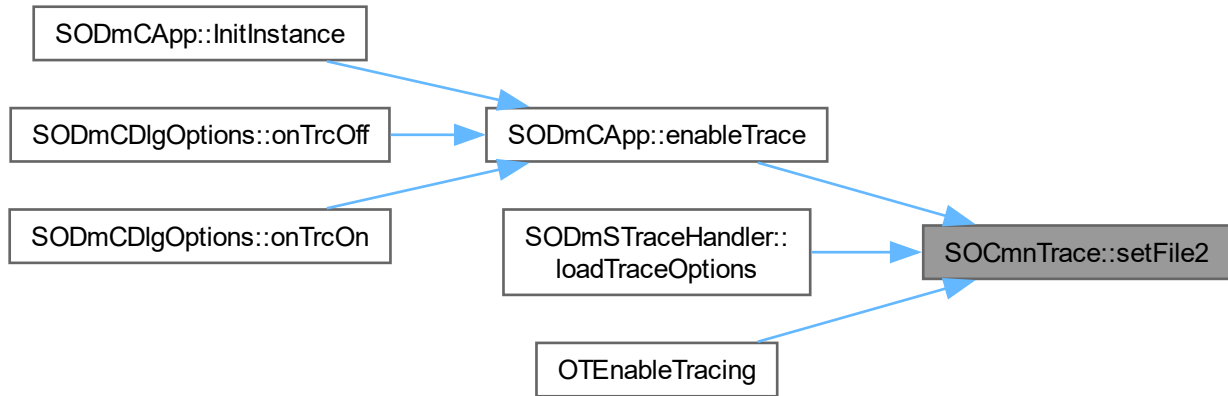 SODmCApp::InitInstance
SODmCDlgOptions::onTrcOff
SODmCApp::enableTrace
SODmCDlgOptions::onTrcOn
SODmSTraceHandler::
loadTraceOptions
SOCmnTrace::setFile2
OTEnableTracing